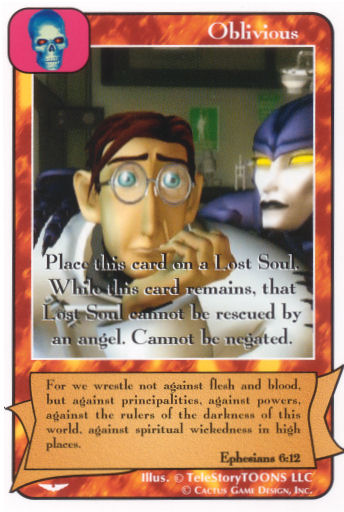 Oblivious
Place this card on a Lost Soul.
While this card remains, that
Lost Soul cannot be rescued by
an angel. Cannot be negated.
For we wrestle not against flesh and blood,
but against principalities, against powers,
against the rulers of the darkness of this
world, against spiritual wickedness in high
places.
Ephesians 6:12
Illus. © TeleStoryTOONS LLC
© Cactus Game Design, Inc.